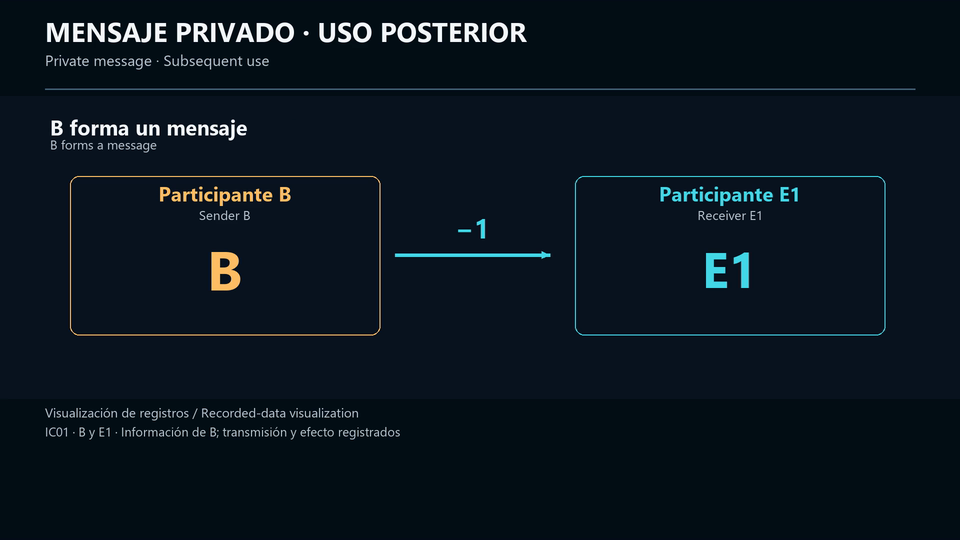 MENSAJE PRIVADO · USO POSTERIOR
Private message · Subsequent use
B forma un mensaje
B forms a message
Participante B
Sender B
B
−1
Participante E1
Receiver E1
E1
Visualización de registros / Recorded-data visualization
IC01 · B y E1 · Información de B; transmisión y efecto registrados